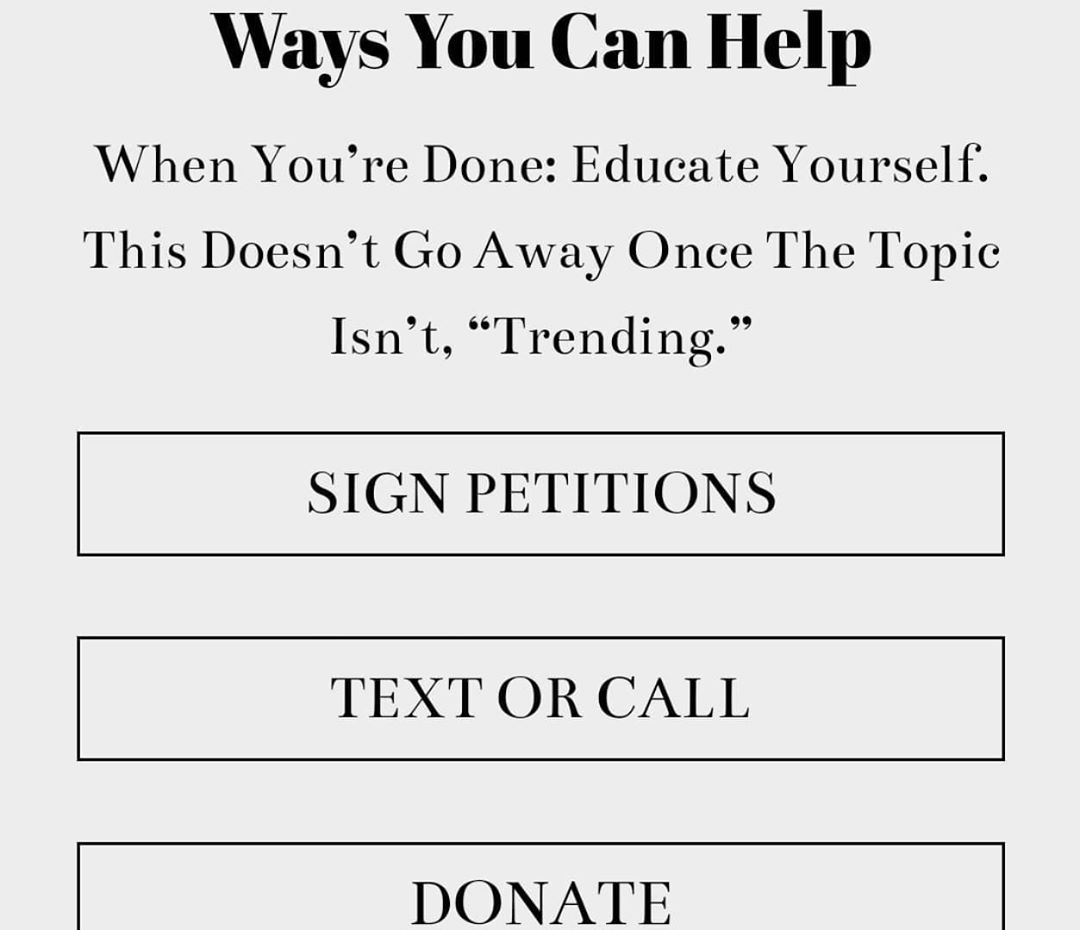 Ways You Can Help
When You’re Done: Educate Yourself.
This Doesn’t Go Away Once The Topic
Isn’t, “Trending.”
SIGN PETITIONS
TEXT OR CALL
DONATE